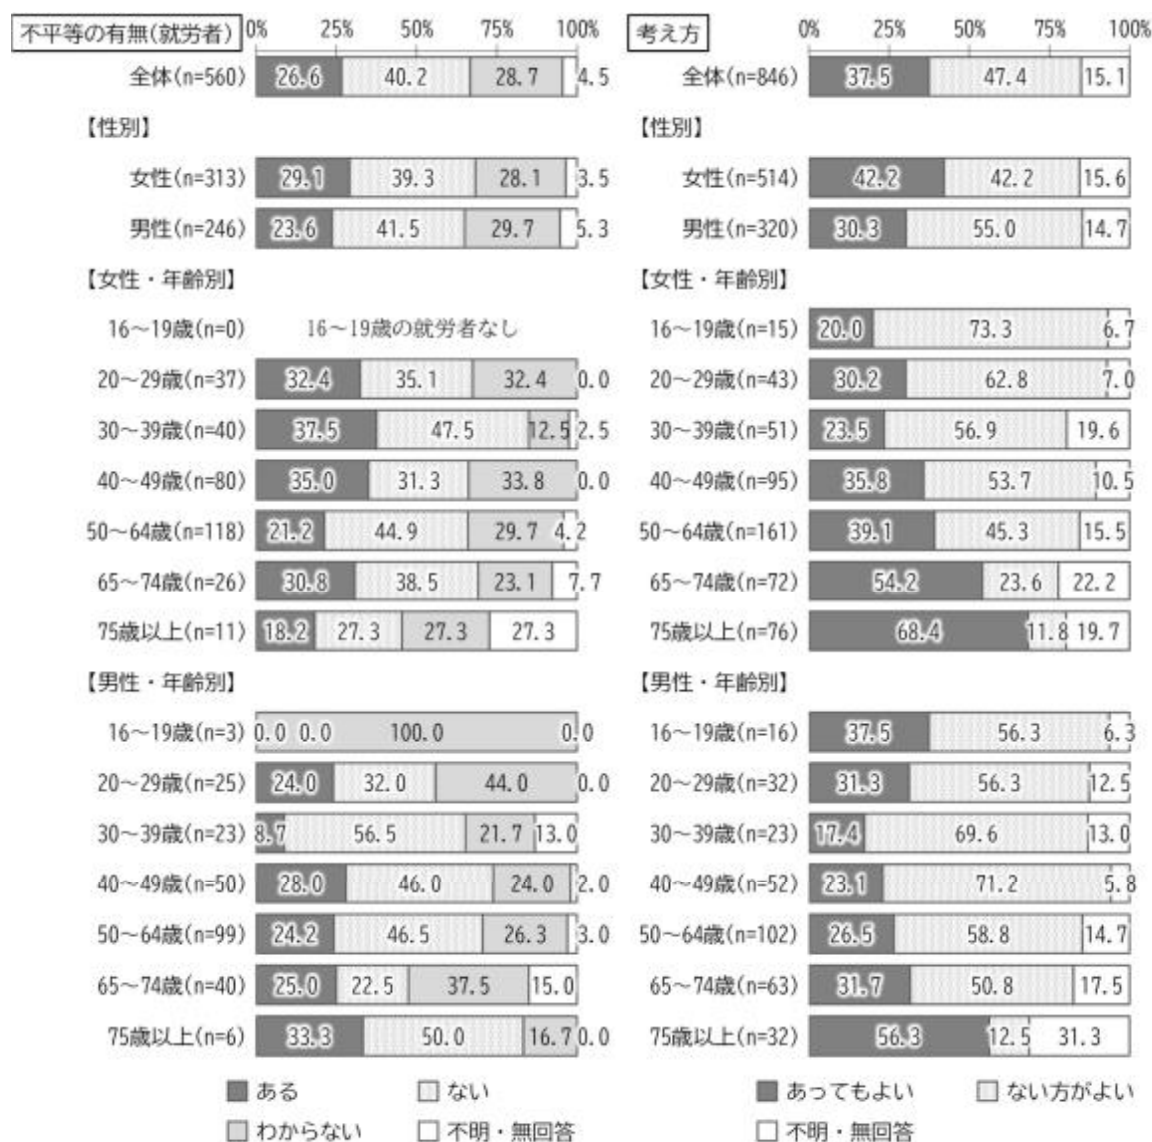 不平等の有無(就労者) 0% 25% 50% 75% 100%
全体(n=560) 26.6 40.2 28.7 4.5
【性別】
女性(n=313) 29.1 39.3 28.1 3.5
男性(n=246) 23.6 41.5 29.7 5.3
【女性・年齢別】
16～19歳(n=0) 16～19歳の就労者なし
20～29歳(n=37) 32.4 35.1 32.4 0.0
30～39歳(n=40) 37.5 47.5 12.5 2.5
40～49歳(n=80) 35.0 31.3 33.8 0.0
50～64歳(n=118) 21.2 44.9 29.7 4.2
65～74歳(n=26) 30.8 38.5 23.1 7.7
75歳以上(n=11) 18.2 27.3 27.3 27.3
【男性・年齢別】
16～19歳(n=3) 0.0 0.0 100.0 0.0
20～29歳(n=25) 24.0 32.0 44.0 0.0
30～39歳(n=23) 8.7 56.5 21.7 13.0
40～49歳(n=50) 28.0 46.0 24.0 2.0
50～64歳(n=99) 24.2 46.5 26.3 3.0
65～74歳(n=40) 25.0 22.5 37.5 15.0
75歳以上(n=6) 33.3 50.0 16.7 0.0
ある ない
わからない 不明・無回答
考え方 0% 25% 50% 75% 100%
全体(n=846) 37.5 47.4 15.1
【性別】
女性(n=514) 42.2 42.2 15.6
男性(n=320) 30.3 55.0 14.7
【女性・年齢別】
16～19歳(n=15) 20.0 73.3 6.7
20～29歳(n=43) 30.2 62.8 7.0
30～39歳(n=51) 23.5 56.9 19.6
40～49歳(n=95) 35.8 53.7 10.5
50～64歳(n=161) 39.1 45.3 15.5
65～74歳(n=72) 54.2 23.6 22.2
75歳以上(n=76) 68.4 11.8 19.7
【男性・年齢別】
16～19歳(n=16) 37.5 56.3 6.3
20～29歳(n=32) 31.3 56.3 12.5
30～39歳(n=23) 17.4 69.6 13.0
40～49歳(n=52) 23.1 71.2 5.8
50～64歳(n=102) 26.5 58.8 14.7
65～74歳(n=63) 31.7 50.8 17.5
75歳以上(n=32) 56.3 12.5 31.3
あってもよい ない方がよい
不明・無回答